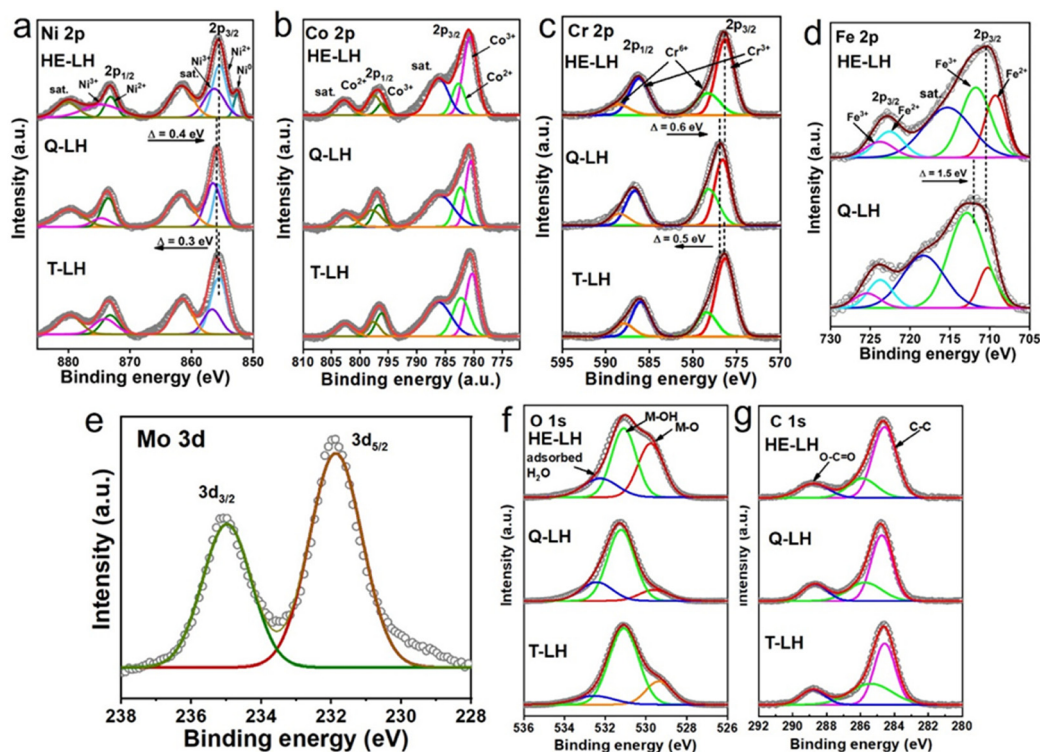 a
Ni 2p
HE-LH
2p3/2
Ni2+
Ni3+
Ni0
sat.
2p1/2
Ni3+
Ni2+
sat.
Δ = 0.4 eV
Q-LH
Δ = 0.3 eV
T-LH
Intensity (a.u.)
880 870 860 850
Binding energy (eV)
b
Co 2p
HE-LH
2p3/2
Co3+
sat.
Co2+
2p1/2
Co2+
Co3+
sat.
Q-LH
T-LH
Intensity (a.u.)
810 805 800 795 790 785 780 775
Binding energy (a.u.)
c
Cr 2p
HE-LH
2p3/2
2p1/2
Cr6+
Cr3+
Δ = 0.6 eV
Q-LH
Δ = 0.5 eV
T-LH
Intensity (a.u.)
595 590 585 580 575 570
Binding energy (eV)
d
Fe 2p
HE-LH
2p3/2
Fe3+
Fe2+
sat.
2p3/2
Fe3+
Fe2+
Δ = 1.5 eV
Q-LH
Intensity (a.u.)
730 725 720 715 710 705
Binding energy (eV)
e
Mo 3d
3d5/2
3d3/2
Intensity (a.u.)
238 236 234 232 230 228
Binding energy (eV)
f
O 1s
HE-LH
M-OH
M-O
adsorbed
H2O
Q-LH
T-LH
Intensity (a.u.)
536 534 532 530 528 526
Binding energy (eV)
g
C 1s
HE-LH
C-C
O-C=O
Q-LH
T-LH
Intensity (a.u.)
292 290 288 286 284 282 280
Binding energy (eV)